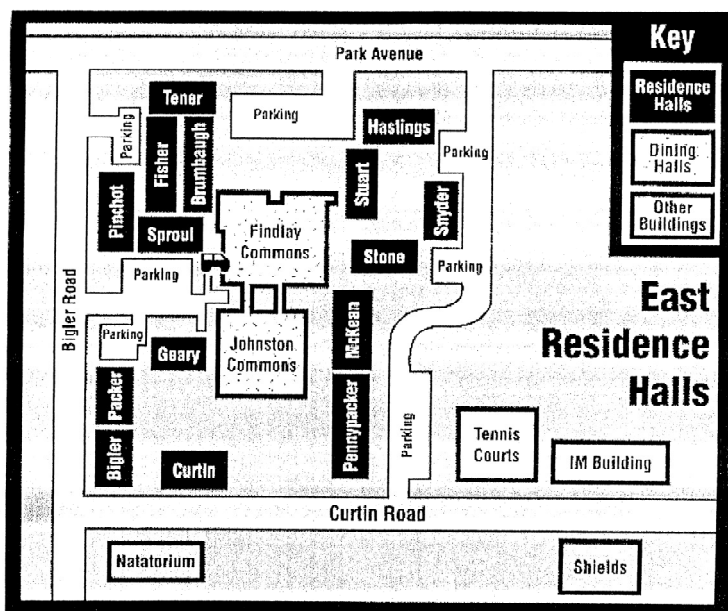 Park Avenue
Key
Residence
Halls
Dining
Halls
Other
Buildings
East
Residence
Halls
Tener
Parking
Hastings
Parking
Fisher
Brumbaugh
Stuart
Parking
Pinchot
Snyder
Sproul
Findlay
Commons
Stone
Parking
Parking
Bigler Road
Parking
Geary
Johnston
Commons
McKean
Packer
Bigler
Curtin
Pennypacker
Parking
Tennis
Courts
IM Building
Curtin Road
Natatorium
Shields